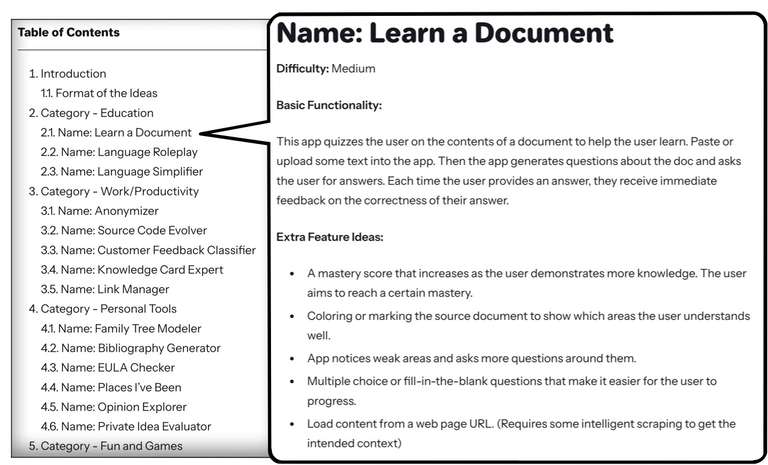 Table of Contents
1. Introduction
1.1. Format of the Ideas
2. Category - Education
2.1. Name: Learn a Document
2.2. Name: Language Roleplay
2.3. Name: Language Simplifier
3. Category - Work/Productivity
3.1. Name: Anonymizer
3.2. Name: Source Code Evolver
3.3. Name: Customer Feedback Classifier
3.4. Name: Knowledge Card Expert
3.5. Name: Link Manager
4. Category - Personal Tools
4.1. Name: Family Tree Modeler
4.2. Name: Bibliography Generator
4.3. Name: EULA Checker
4.4. Name: Places I've Been
4.5. Name: Opinion Explorer
4.6. Name: Private Idea Evaluator
5. Category - Fun and Games
Name: Learn a Document
Difficulty: Medium
Basic Functionality:
This app quizzes the user on the contents of a document to help the user learn. Paste or
upload some text into the app. Then the app generates questions about the doc and asks
the user for answers. Each time the user provides an answer, they receive immediate
feedback on the correctness of their answer.
Extra Feature Ideas:
• A mastery score that increases as the user demonstrates more knowledge. The user
aims to reach a certain mastery.
• Coloring or marking the source document to show which areas the user understands
well.
• App notices weak areas and asks more questions around them.
• Multiple choice or fill-in-the-blank questions that make it easier for the user to
progress.
• Load content from a web page URL. (Requires some intelligent scraping to get the
intended context)